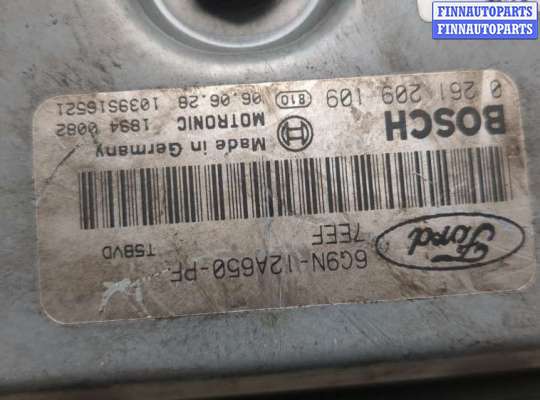 FINNAUTOPARTS
FINNAUTOPARTS
Ford
6G9N-12A650-PF
7EEF
T5BVD
BOSCH
Made in Germany
MOTRONIC 1894 0082
0 261 209 109 810 06.06.28 1039S16521